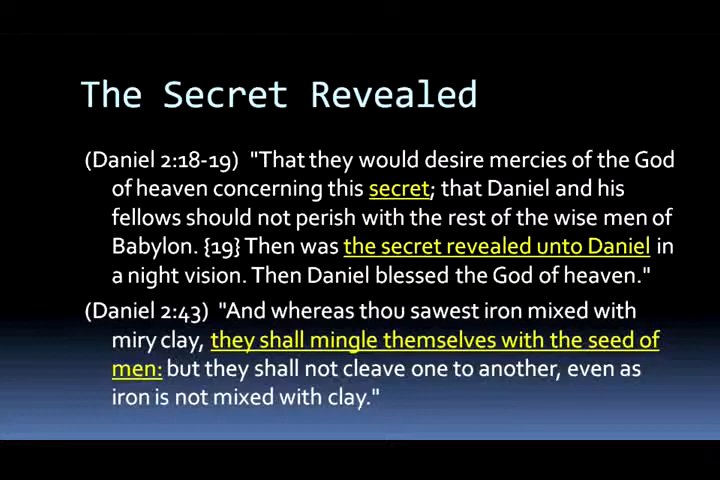 The Secret Revealed
(Daniel 2:18-19) "That they would desire mercies of the God
of heaven concerning this secret; that Daniel and his
fellows should not perish with the rest of the wise men of
Babylon. {19} Then was the secret revealed unto Daniel in
a night vision. Then Daniel blessed the God of heaven."
(Daniel 2:43) "And whereas thou sawest iron mixed with
miry clay, they shall mingle themselves with the seed of
men: but they shall not cleave one to another, even as
iron is not mixed with clay."